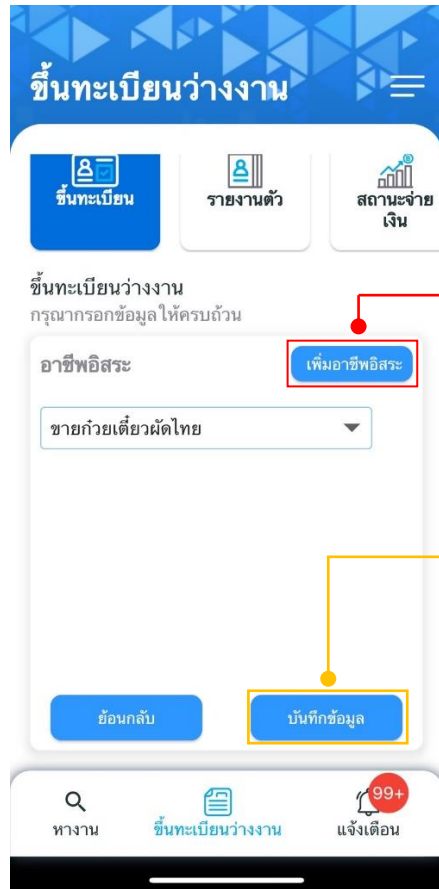 ขึ้นทะเบียนว่างงาน
ขึ้นทะเบียน
รายงานตัว
สถานะจ่าย
เงิน
ขึ้นทะเบียนว่างงาน
กรุณากรอกข้อมูลให้ครบถ้วน
อาชีพอิสระ
เพิ่มอาชีพอิสระ
ขายก๋วยเตี๋ยวผัดไทย
ย้อนกลับ
บันทึกข้อมูล
99+
หางาน
ขึ้นทะเบียนว่างงาน
แจ้งเตือน